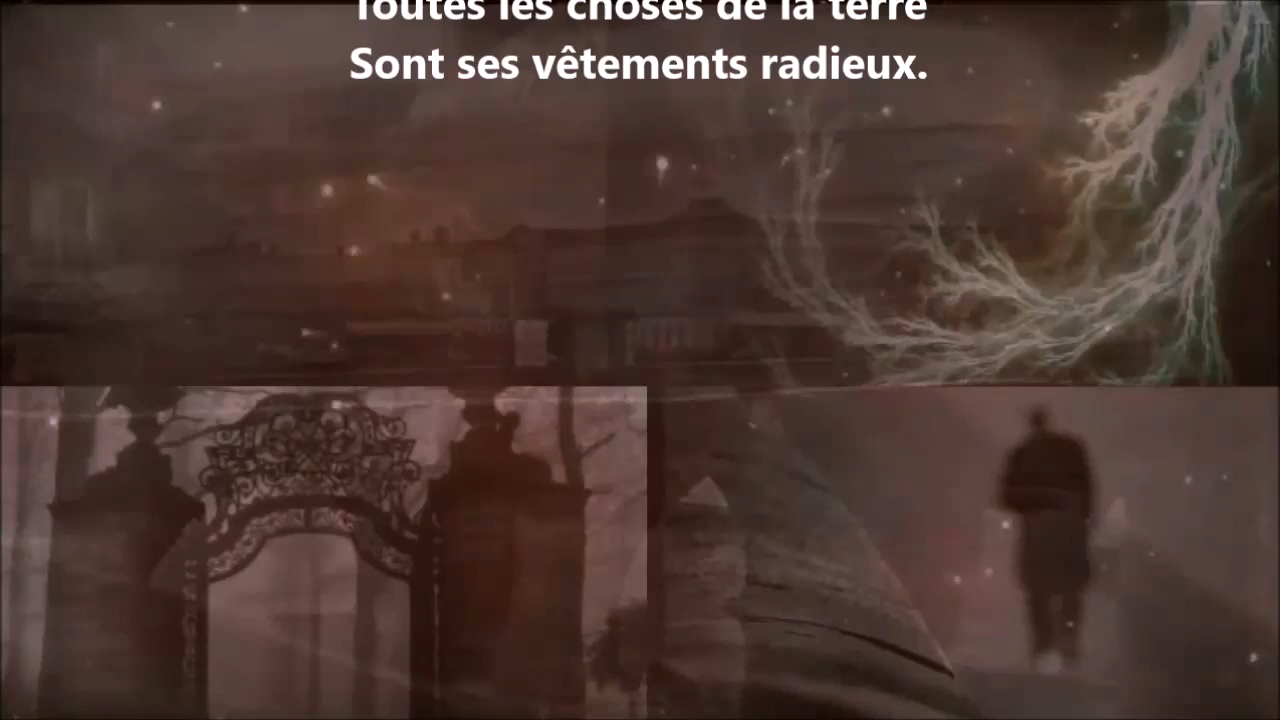 Toutes les choses de la terre
Sont ses vêtements radieux.